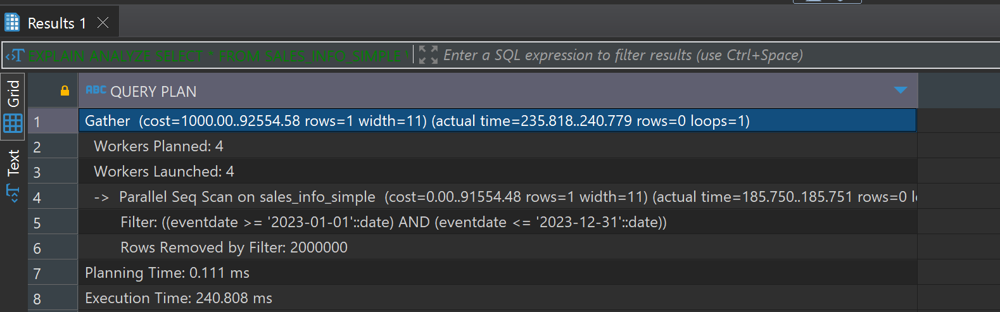 Results 1
EXPLAIN ANALYZE SELECT * FROM SALES_INFO_SIMPLE Enter a SQL expression to filter results (use Ctrl+Space)
Grid
Text
ABC QUERY PLAN
1 Gather (cost=1000.00..92554.58 rows=1 width=11) (actual time=235.818..240.779 rows=0 loops=1)
2 Workers Planned: 4
3 Workers Launched: 4
4 -> Parallel Seq Scan on sales_info_simple (cost=0.00..91554.48 rows=1 width=11) (actual time=185.750..185.751 rows=0
5 Filter: ((eventdate >= '2023-01-01'::date) AND (eventdate <= '2023-12-31'::date))
6 Rows Removed by Filter: 2000000
7 Planning Time: 0.111 ms
8 Execution Time: 240.808 ms